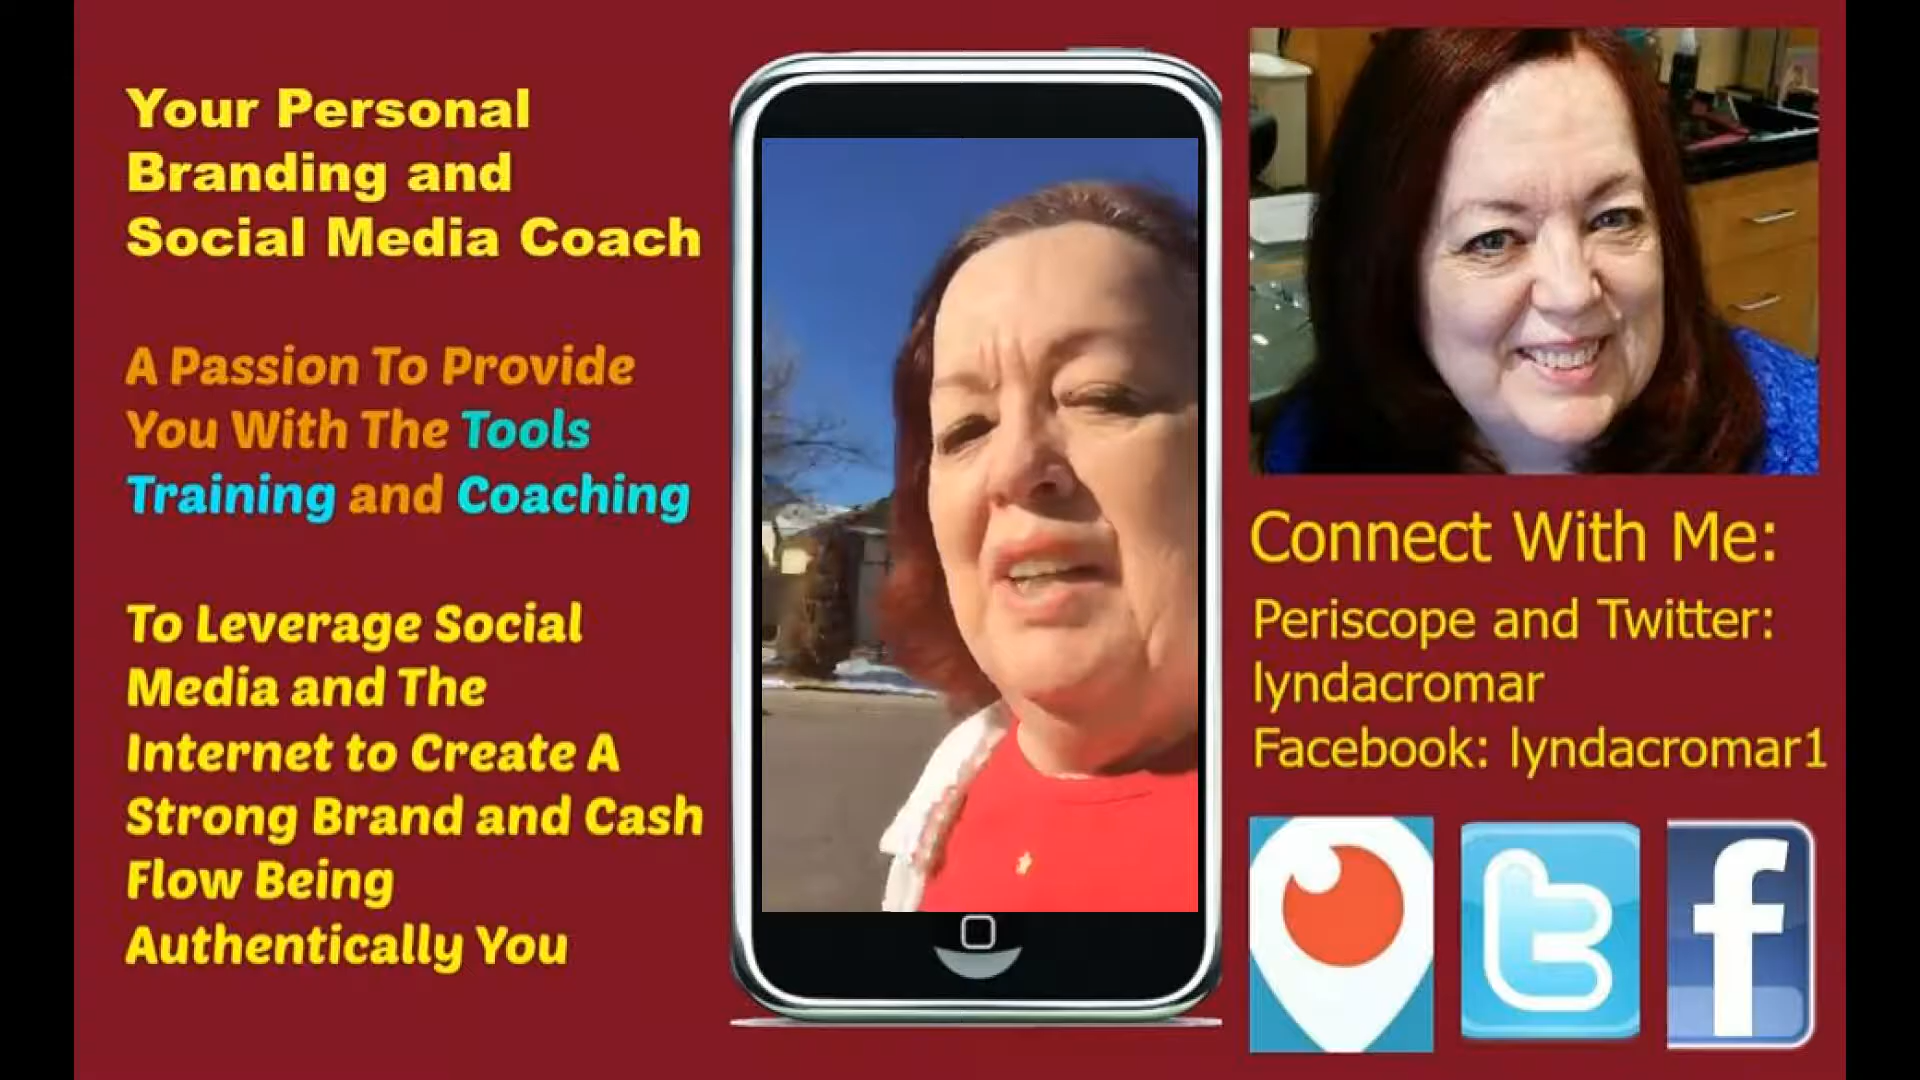 Your Personal
Branding and
Social Media Coach
A Passion To Provide
You With The Tools
Training and Coaching
To Leverage Social
Media and The
Internet to Create A
Strong Brand and Cash
Flow Being
Authentically You
Connect With Me:
Periscope and Twitter:
lyndacromar
Facebook: lyndacromar1